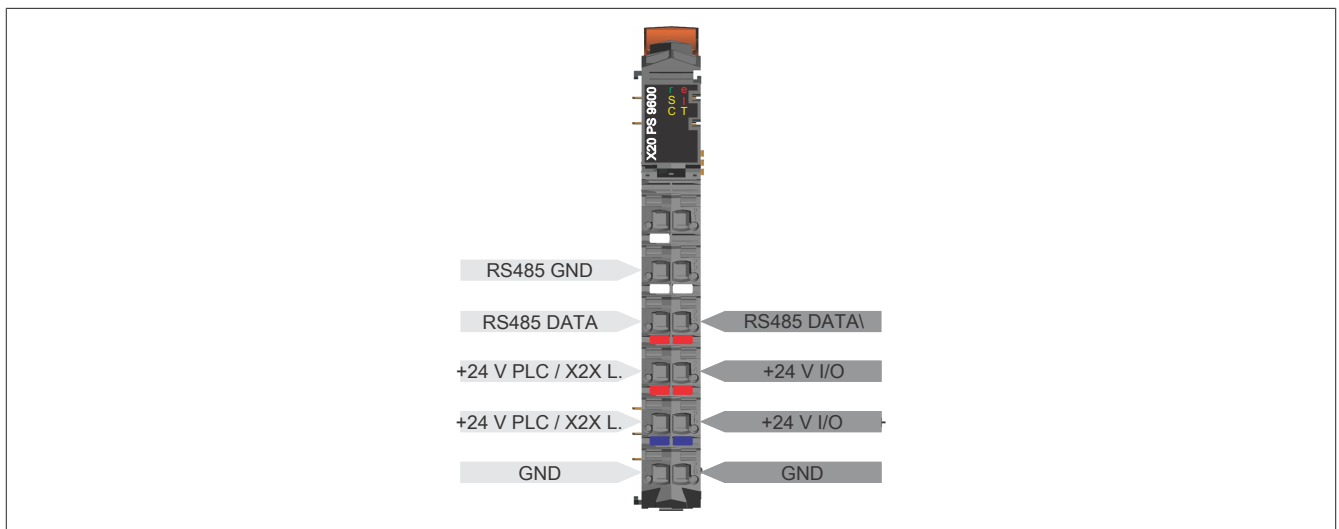 X20 PS 9600
r e
S I
C T
RS485 GND
RS485 DATA RS485 DATA\
+24 V PLC / X2X L. +24 V I/O
+24 V PLC / X2X L. +24 V I/O
GND GND